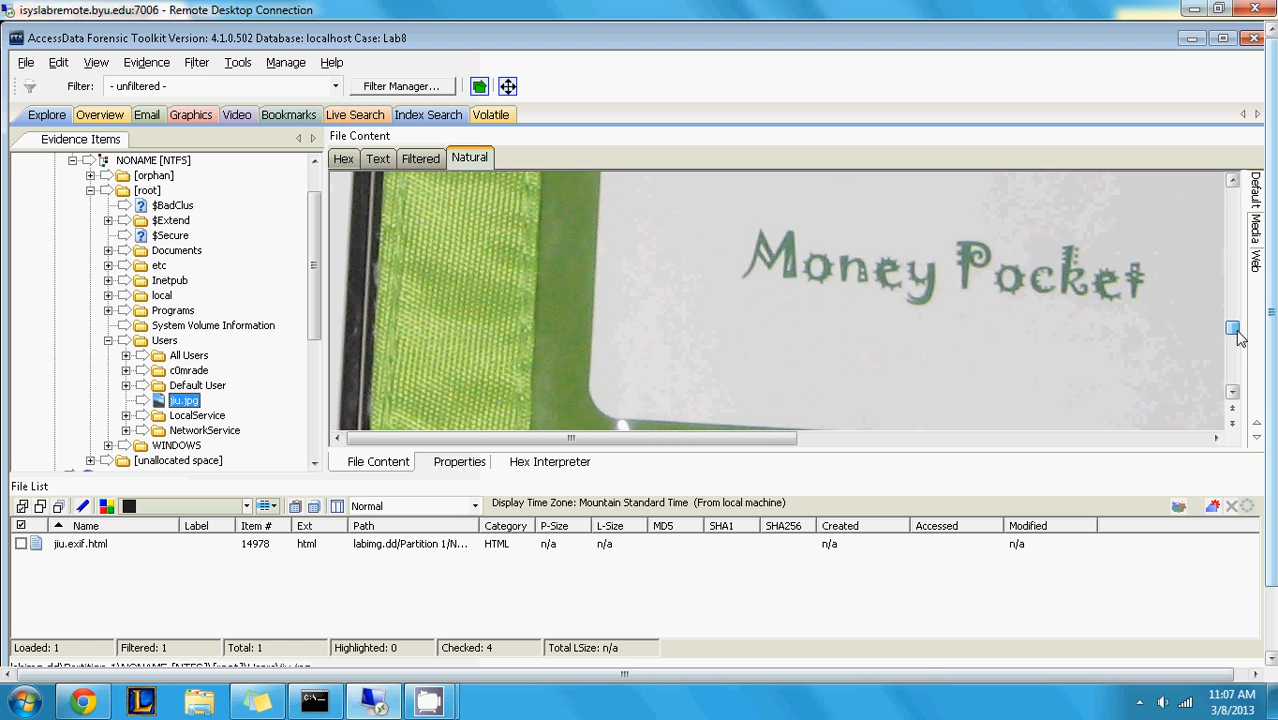 isyslabremote.byu.edu:7006 - Remote Desktop Connection
AccessData Forensic Toolkit Version: 4.1.0.502 Database: localhost Case: Lab8
File Edit View Evidence Filter Tools Manage Help
Filter: - unfiltered - Filter Manager...
Explore Overview Email Graphics Video Bookmarks Live Search Index Search Volatile
Evidence Items
File Content
Hex Text Filtered Natural
NONAME [NTFS]
[orphan]
[root]
$BadClus
$Extend
$Secure
Documents
etc
Inetpub
local
Programs
System Volume Information
Users
All Users
c0mrade
Default User
jiu.jpg
LocalService
NetworkService
WINDOWS
[unallocated space]
Money Pocket
Default
Media
Web
File Content Properties Hex Interpreter
File List
Normal Display Time Zone: Mountain Standard Time (From local machine)
Name Label Item # Ext Path Category P-Size L-Size MD5 SHA1 SHA256 Created Accessed Modified
jiu.exif.html 14978 html labimg.dd/Partition 1/N... HTML n/a n/a n/a n/a
Loaded: 1 Filtered: 1 Total: 1 Highlighted: 0 Checked: 4 Total LSize: n/a
11:07 AM
3/8/2013